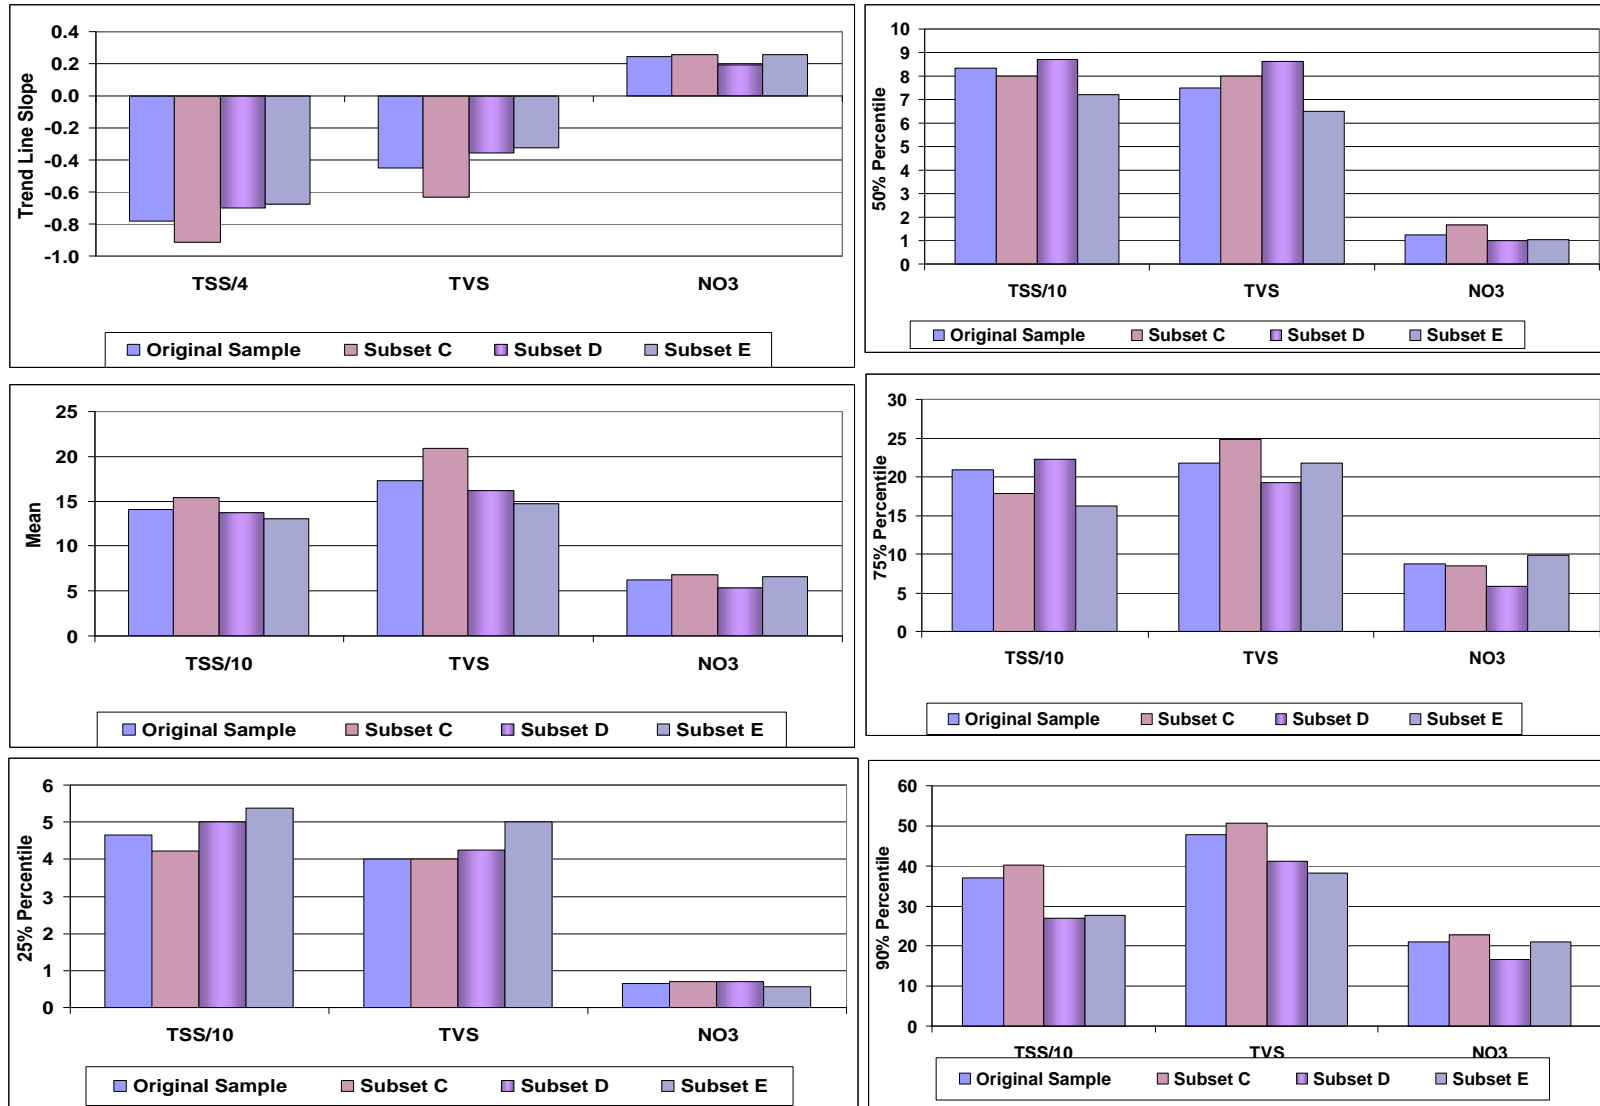 0.4
0.2
0.0
-0.2
-0.4
-0.6
-0.8
-1.0
Trend Line Slope
TSS/4 TVS NO3
Original Sample Subset C Subset D Subset E
10
9
8
7
6
5
4
3
2
1
0
50% Percentile
TSS/10 TVS NO3
Original Sample Subset C Subset D Subset E
25
20
15
10
5
0
Mean
TSS/10 TVS NO3
Original Sample Subset C Subset D Subset E
30
25
20
15
10
5
0
75% Percentile
TSS/10 TVS NO3
Original Sample Subset C Subset D Subset E
6
5
4
3
2
1
0
25% Percentile
TSS/10 TVS NO3
Original Sample Subset C Subset D Subset E
60
50
40
30
20
10
0
90% Percentile
TSS/10 TVS NO3
Original Sample Subset C Subset D Subset E